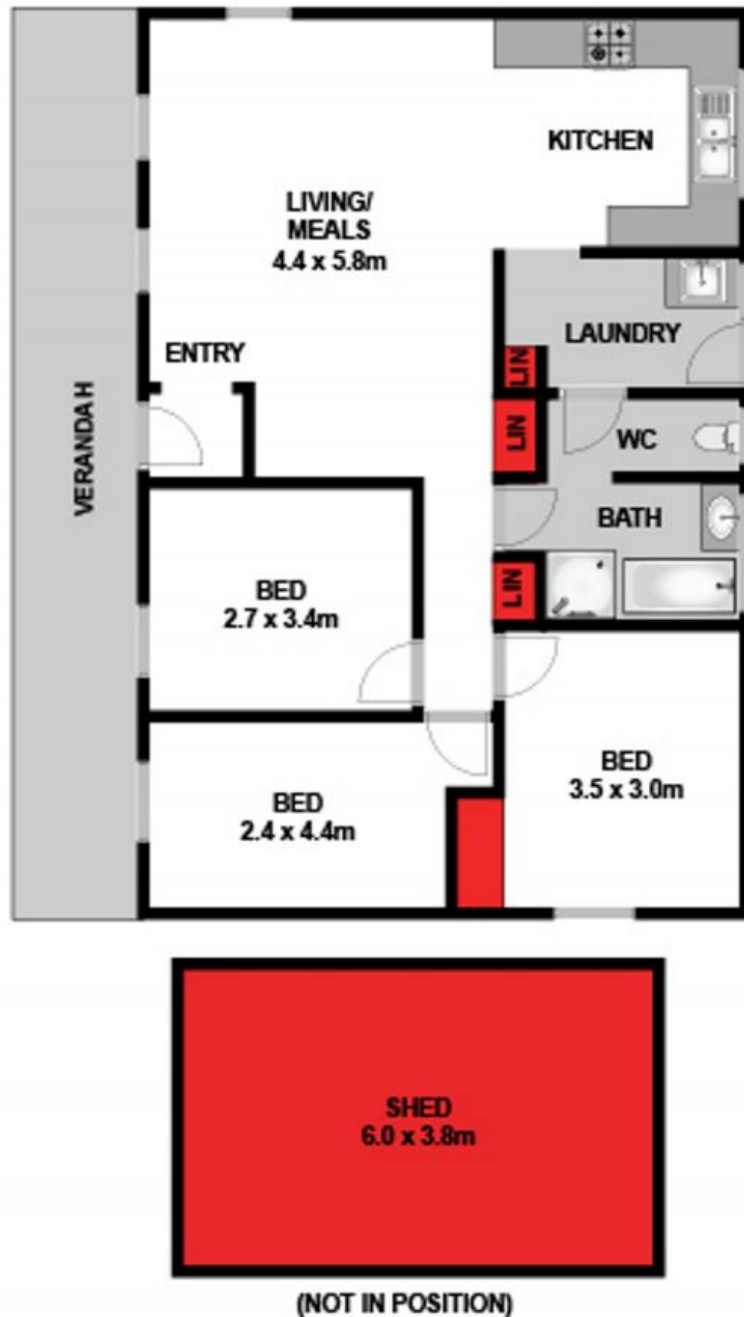 KITCHEN
LIVING/
MEALS
4.4 x 5.8m
LAUNDRY
ENTRY
LIN
LIN
WC
VERANDAH
BATH
LIN
BED
2.7 x 3.4m
BED
3.5 x 3.0m
BED
2.4 x 4.4m
SHED
6.0 x 3.8m
(NOT IN POSITION)